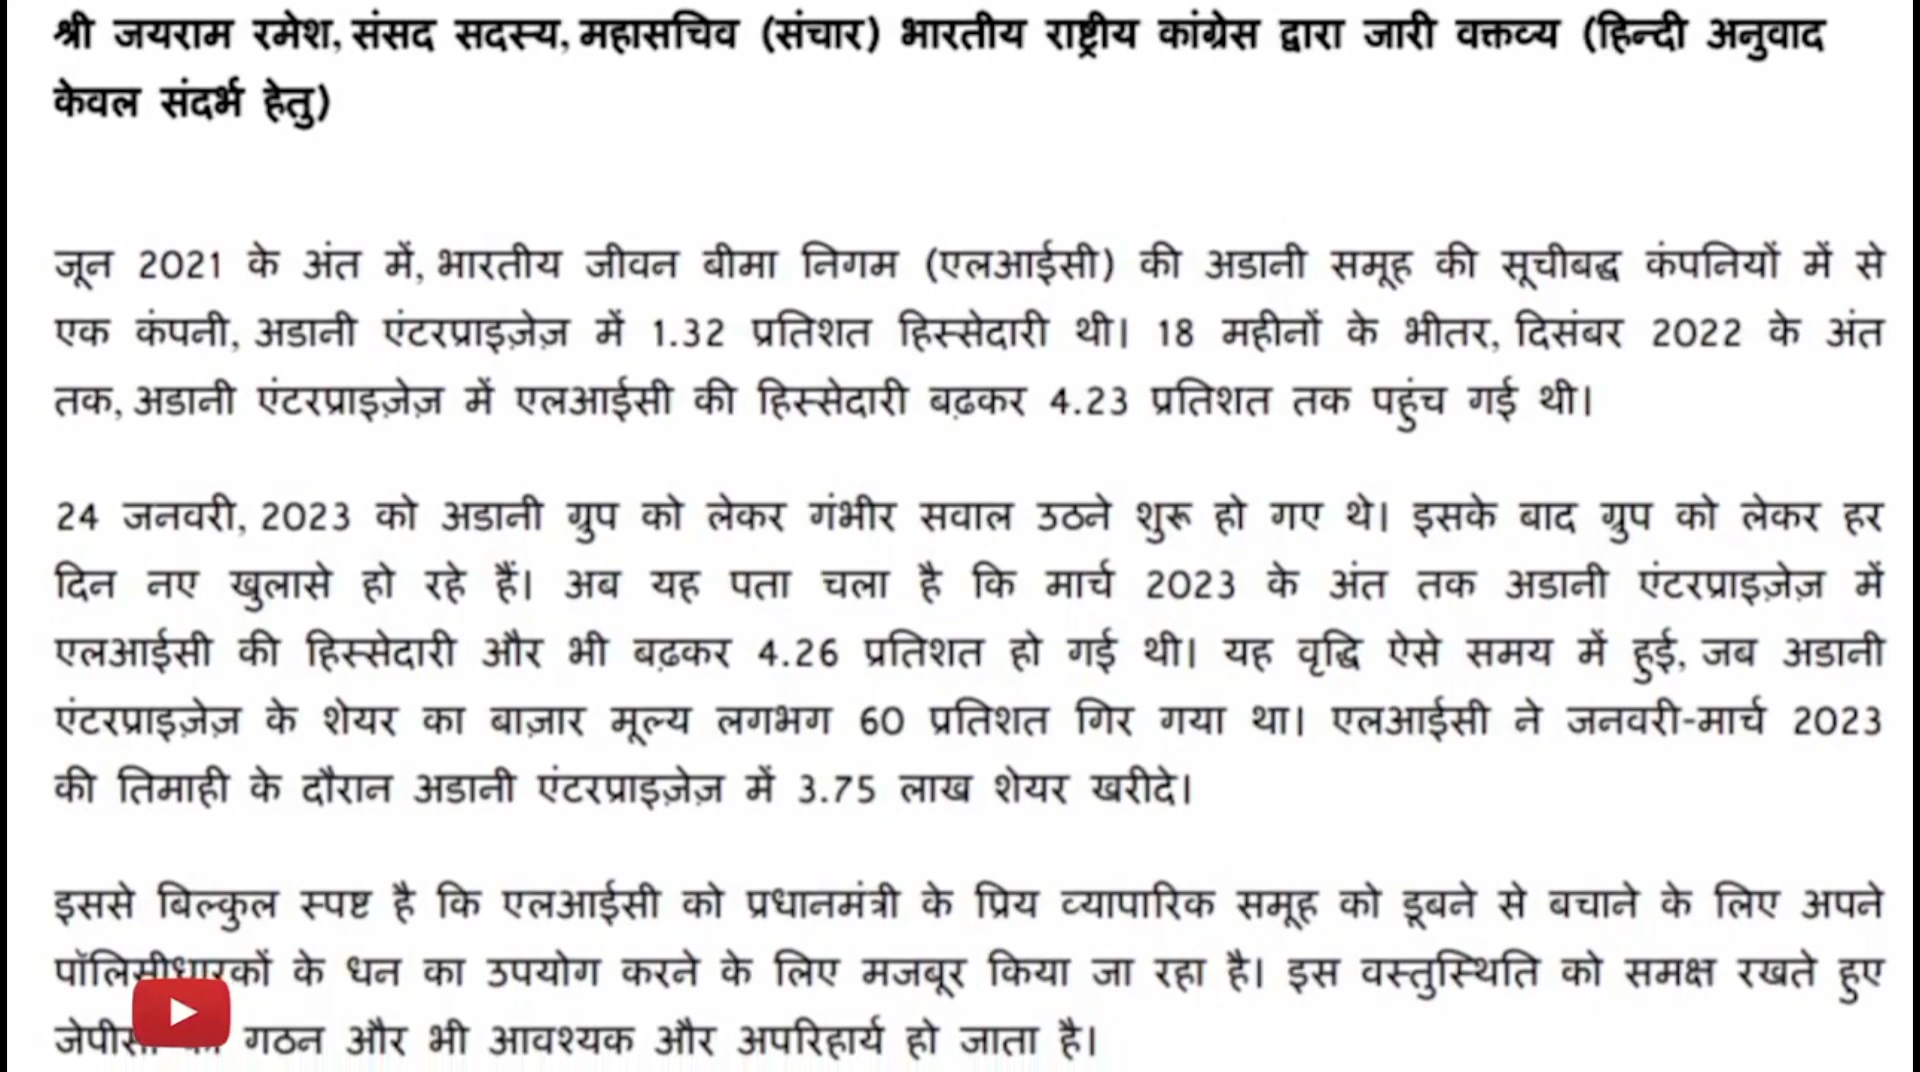 श्री जयराम रमेश, संसद सदस्य, महासचिव (संचार) भारतीय राष्ट्रीय कांग्रेस द्वारा जारी वक्तव्य (हिन्दी अनुवाद
केवल संदर्भ हेतु)
जून 2021 के अंत में, भारतीय जीवन बीमा निगम (एलआईसी) की अडानी समूह की सूचीबद्ध कंपनियों में से
एक कंपनी, अडानी एंटरप्राइज़ेज़ में 1.32 प्रतिशत हिस्सेदारी थी। 18 महीनों के भीतर, दिसंबर 2022 के अंत
तक, अडानी एंटरप्राइज़ेज़ में एलआईसी की हिस्सेदारी बढ़कर 4.23 प्रतिशत तक पहुंच गई थी।
24 जनवरी, 2023 को अडानी ग्रुप को लेकर गंभीर सवाल उठने शुरू हो गए थे। इसके बाद ग्रुप को लेकर हर
दिन नए खुलासे हो रहे हैं। अब यह पता चला है कि मार्च 2023 के अंत तक अडानी एंटरप्राइज़ेज़ में
एलआईसी की हिस्सेदारी और भी बढ़कर 4.26 प्रतिशत हो गई थी। यह वृद्धि ऐसे समय में हुई, जब अडानी
एंटरप्राइज़ेज़ के शेयर का बाज़ार मूल्य लगभग 60 प्रतिशत गिर गया था। एलआईसी ने जनवरी-मार्च 2023
की तिमाही के दौरान अडानी एंटरप्राइज़ेज़ में 3.75 लाख शेयर खरीदे।
इससे बिल्कुल स्पष्ट है कि एलआईसी को प्रधानमंत्री के प्रिय व्यापारिक समूह को डूबने से बचाने के लिए अपने
पॉलिसीधारकों के धन का उपयोग करने के लिए मजबूर किया जा रहा है। इस वस्तुस्थिति को समक्ष रखते हुए
गठन और भी आवश्यक और अपरिहार्य हो जाता है।